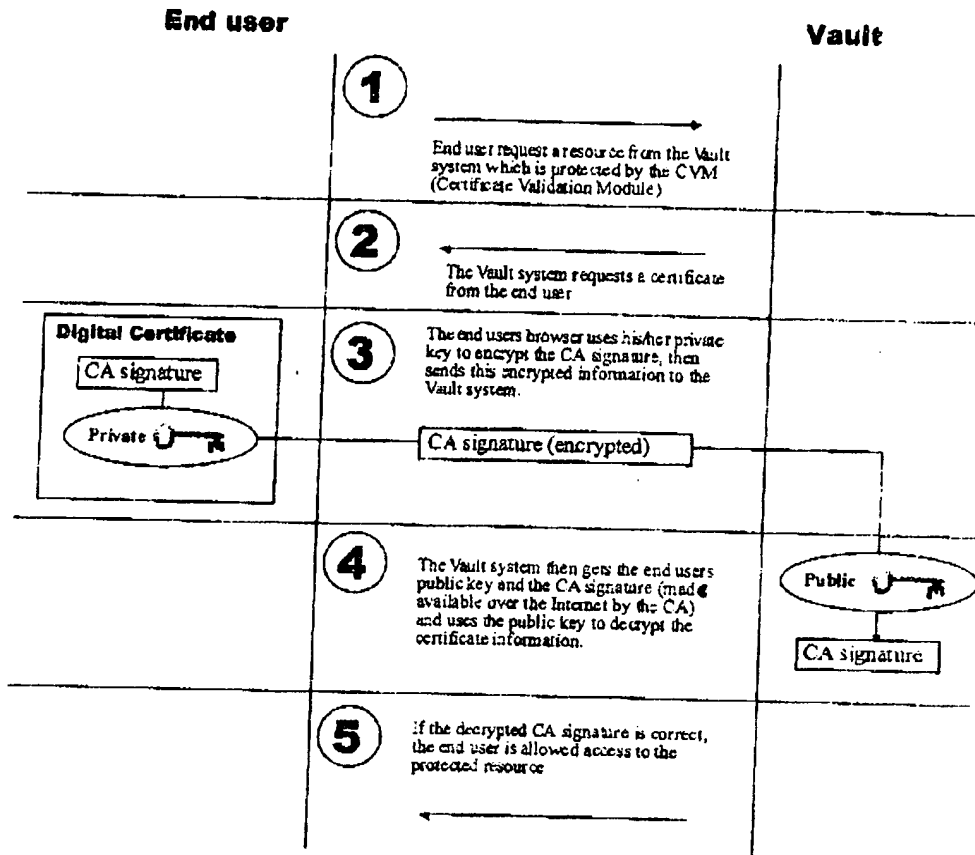 End user
Vault
1
End user request a resource from the Vault
system which is protected by the CVM
(Certificate Validation Module)
2
The Vault system requests a certificate
from the end user
Digital Certificate
CA signature
Private
3
The end users browser uses his/her private
key to encrypt the CA signature, then
sends this encrypted information to the
Vault system.
CA signature (encrypted)
4
The Vault system then gets the end users
public key and the CA signature (made
available over the Internet by the CA)
and uses the public key to decrypt the
certificate information.
Public
CA signature
5
If the decrypted CA signature is correct,
the end user is allowed access to the
protected resource